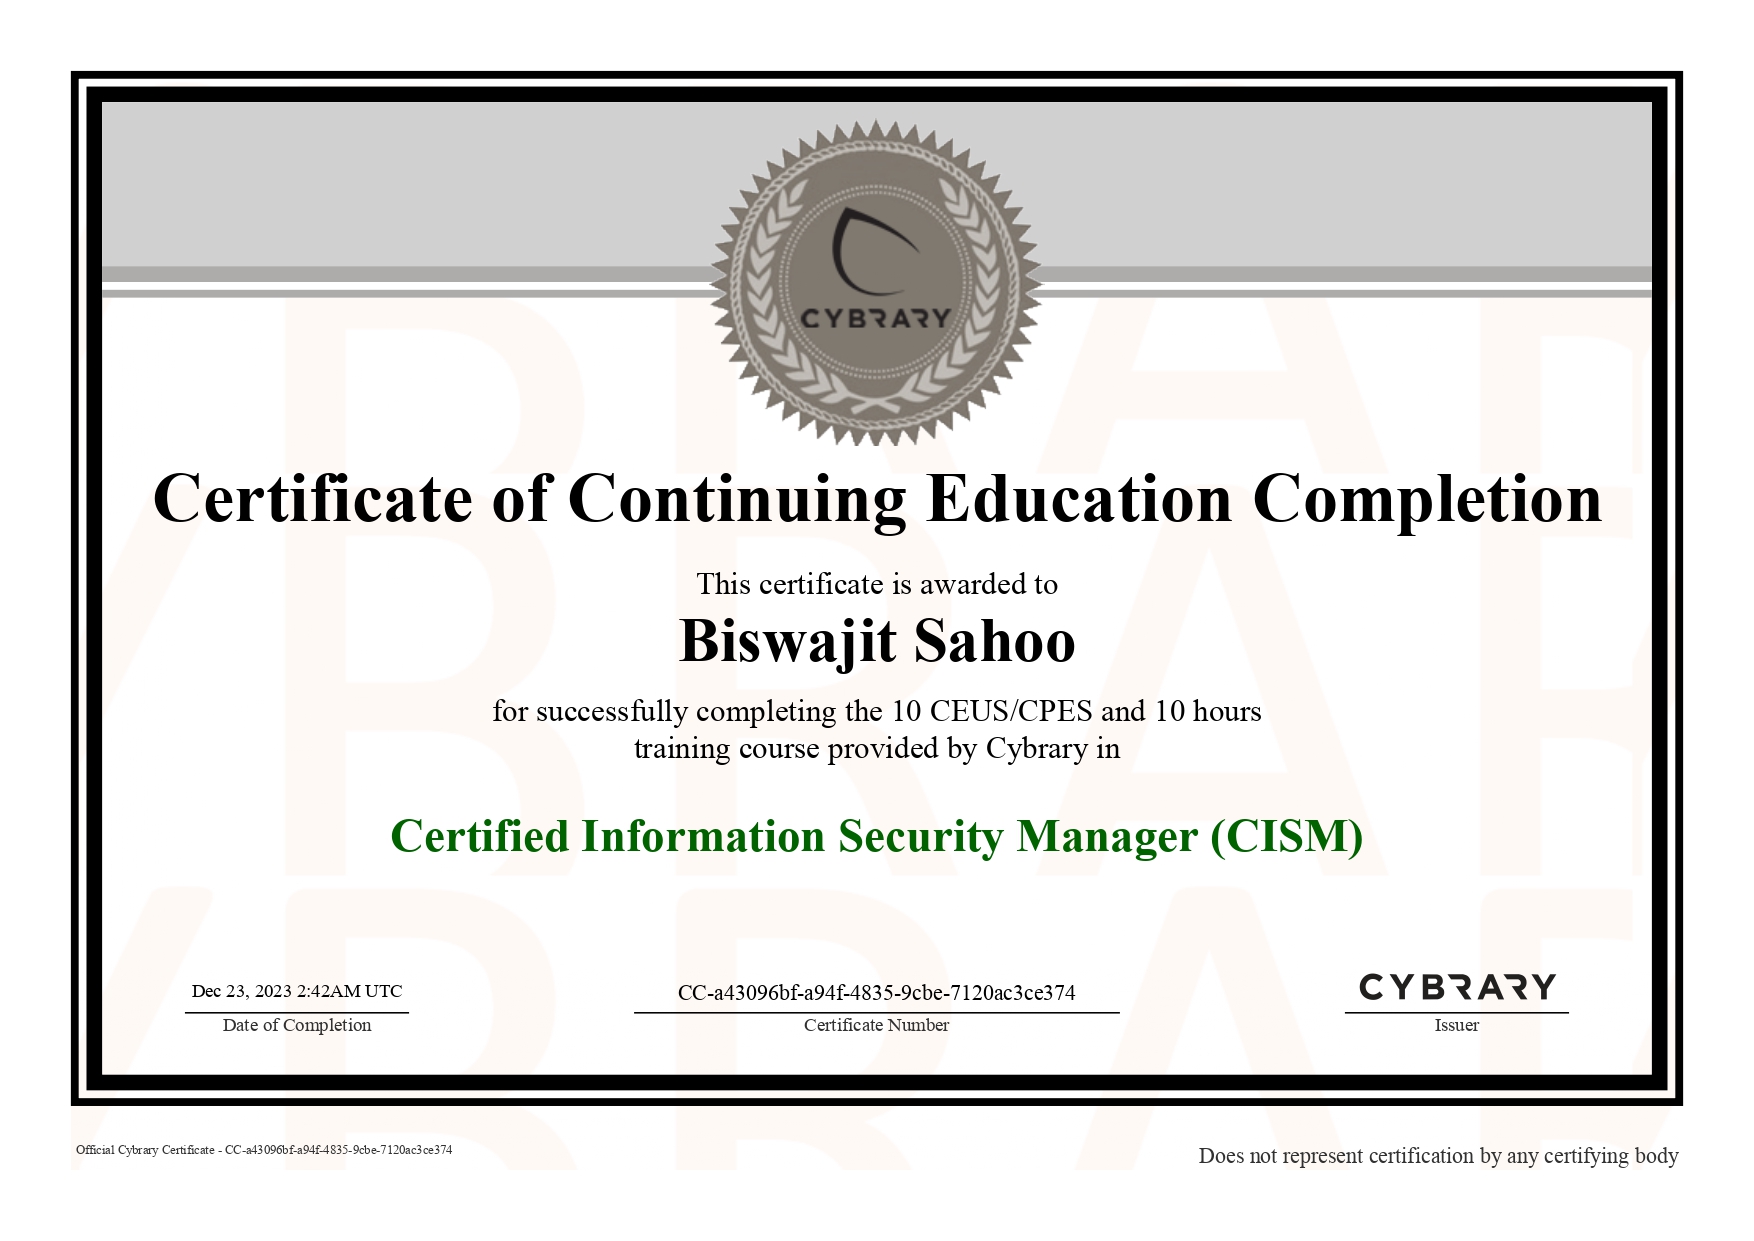 CYBRARY
Certificate of Continuing Education Completion
This certificate is awarded to
Biswajit Sahoo
for successfully completing the 10 CEUS/CPES and 10 hours
training course provided by Cybrary in
Certified Information Security Manager (CISM)
Dec 23, 2023 2:42AM UTC
Date of Completion
CC-a43096bf-a94f-4835-9cbe-7120ac3ce374
Certificate Number
CYBRARY
Issuer
Official Cybrary Certificate - CC-a43096bf-a94f-4835-9cbe-7120ac3ce374
Does not represent certification by any certifying body